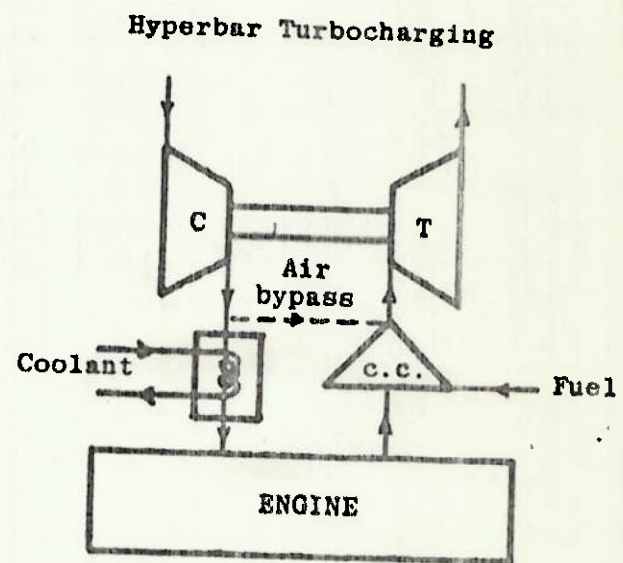 Hyperbar Turbocharging
C
T
Air
bypass
Coolant
c.c.
Fuel
ENGINE